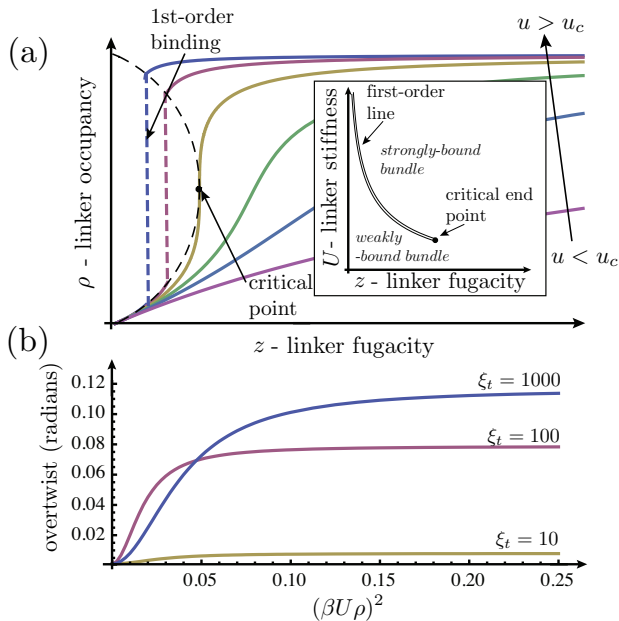 (a)
1st-order
binding
u > u_c
ρ - linker occupancy
first-order
line
strongly-bound
bundle
critical end
point
U - linker stiffness
weakly
-bound bundle
z - linker fugacity
u < u_c
critical
point
z - linker fugacity
(b)
overtwist (radians)
0.12
0.10
0.08
0.06
0.04
0.02
ξ_t = 1000
ξ_t = 100
ξ_t = 10
0.05 0.10 0.15 0.20 0.25
(βUρ)²